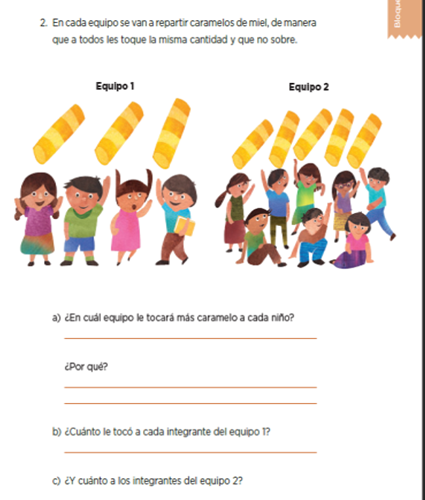 Bloque
2. En cada equipo se van a repartir caramelos de miel, de manera
que a todos les toque la misma cantidad y que no sobre.
Equipo 1
Equipo 2
a) ¿En cuál equipo le tocará más caramelo a cada niño?
¿Por qué?
b) ¿Cuánto le tocó a cada integrante del equipo 1?
c) ¿Y cuánto a los integrantes del equipo 2?